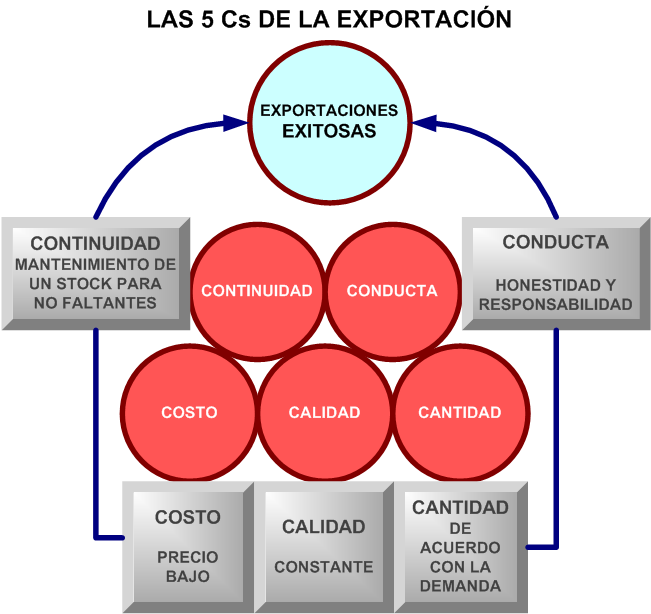 LAS 5 Cs DE LA EXPORTACIÓN
EXPORTACIONES
EXITOSAS
CONTINUIDAD
MANTENIMIENTO DE
UN STOCK PARA
NO FALTANTES
CONTINUIDAD
CONDUCTA
CONDUCTA
HONESTIDAD Y
RESPONSABILIDAD
COSTO
CALIDAD
CANTIDAD
COSTO
PRECIO
BAJO
CALIDAD
CONSTANTE
CANTIDAD
DE
ACUERDO
CON LA
DEMANDA